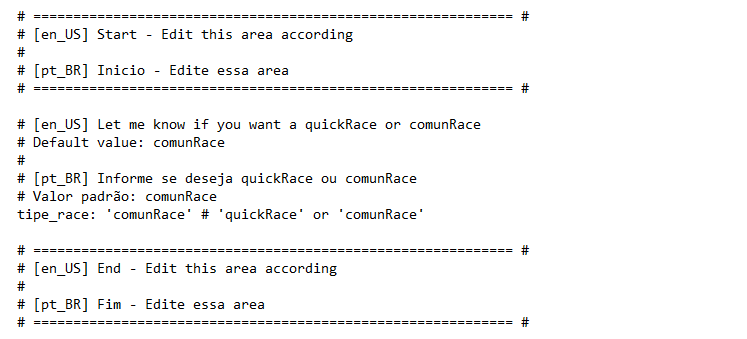 # ============================================================ #
# [en_US] Start - Edit this area according
#
# [pt_BR] Inicio - Edite essa area
# ============================================================ #
# [en_US] Let me know if you want a quickRace or comunRace
# Default value: comunRace
#
# [pt_BR] Informe se deseja quickRace ou comunRace
# Valor padrão: comunRace
tipe_race: 'comunRace' # 'quickRace' or 'comunRace'
# ============================================================ #
# [en_US] End - Edit this area according
#
# [pt_BR] Fim - Edite essa area
# ============================================================ #